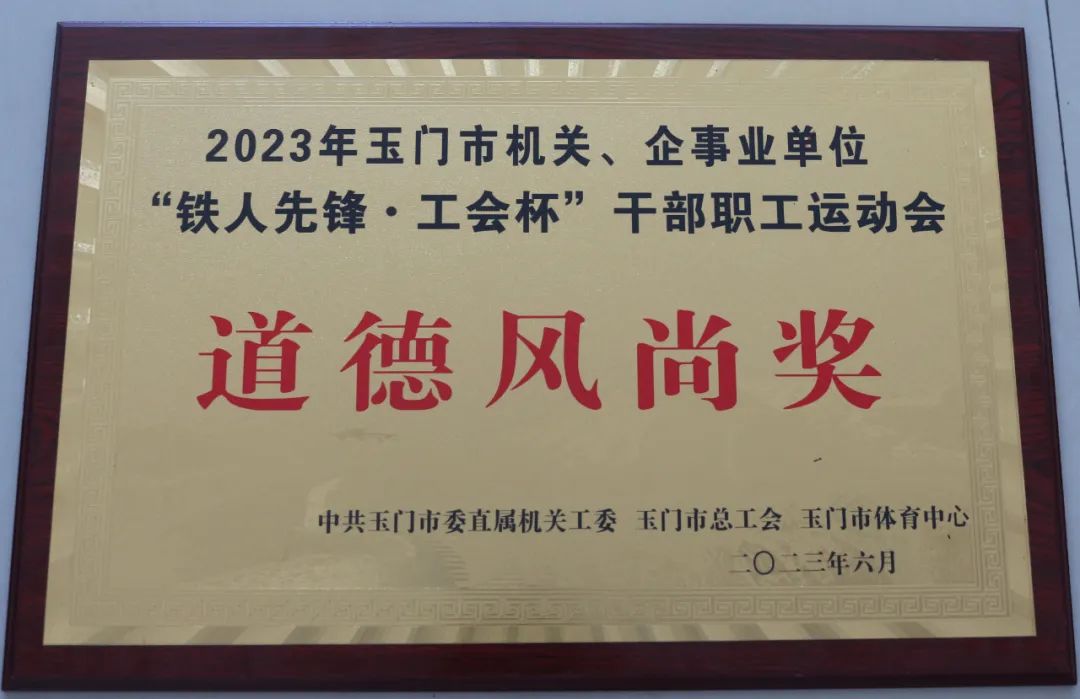 2023年玉门市机关、企事业单位
“铁人先锋·工会杯”干部职工运动会
道德风尚奖
中共玉门市委直属机关工委 玉门市总工会 玉门市体育中心
二〇二三年六月